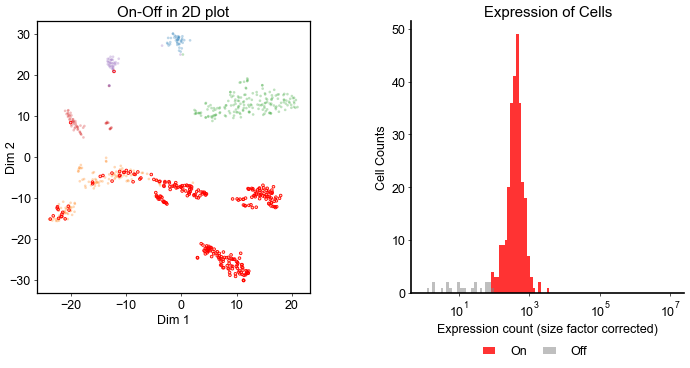 On-Off in 2D plot
30
20
10
0
−10
−20
−30
Dim 2
−20 −10 0 10 20
Dim 1
Expression of Cells
50
40
30
20
10
0
Cell Counts
10^1 10^3 10^5 10^7
Expression count (size factor corrected)
On Off